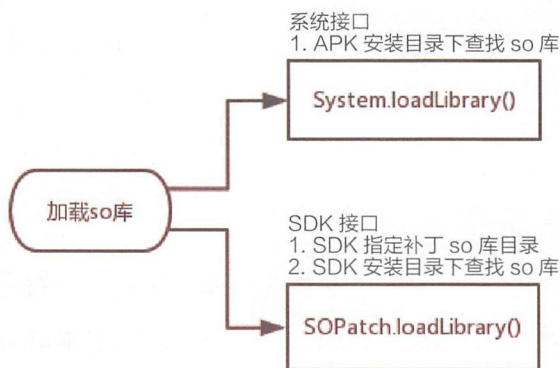 系统接口
1. APK 安装目录下查找 so 库
System.loadLibrary()
加载so库
SDK 接口
1. SDK 指定补丁 so 库目录
2. SDK 安装目录下查找 so 库
SOPatch.loadLibrary()